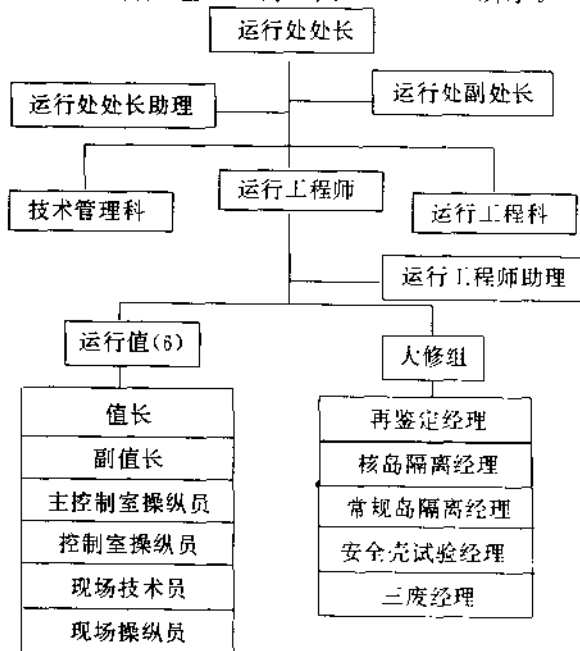 运行处处长
运行处副处长
运行处处长助理
技术管理科
运行工程师
运行工程科
运行工程师助理
运行值(6)
大修组
值长
副值长
主控制室操纵员
控制室操纵员
现场技术员
现场操纵员
再鉴定经理
核岛隔离经理
常规岛隔离经理
安全壳试验经理
三废经理